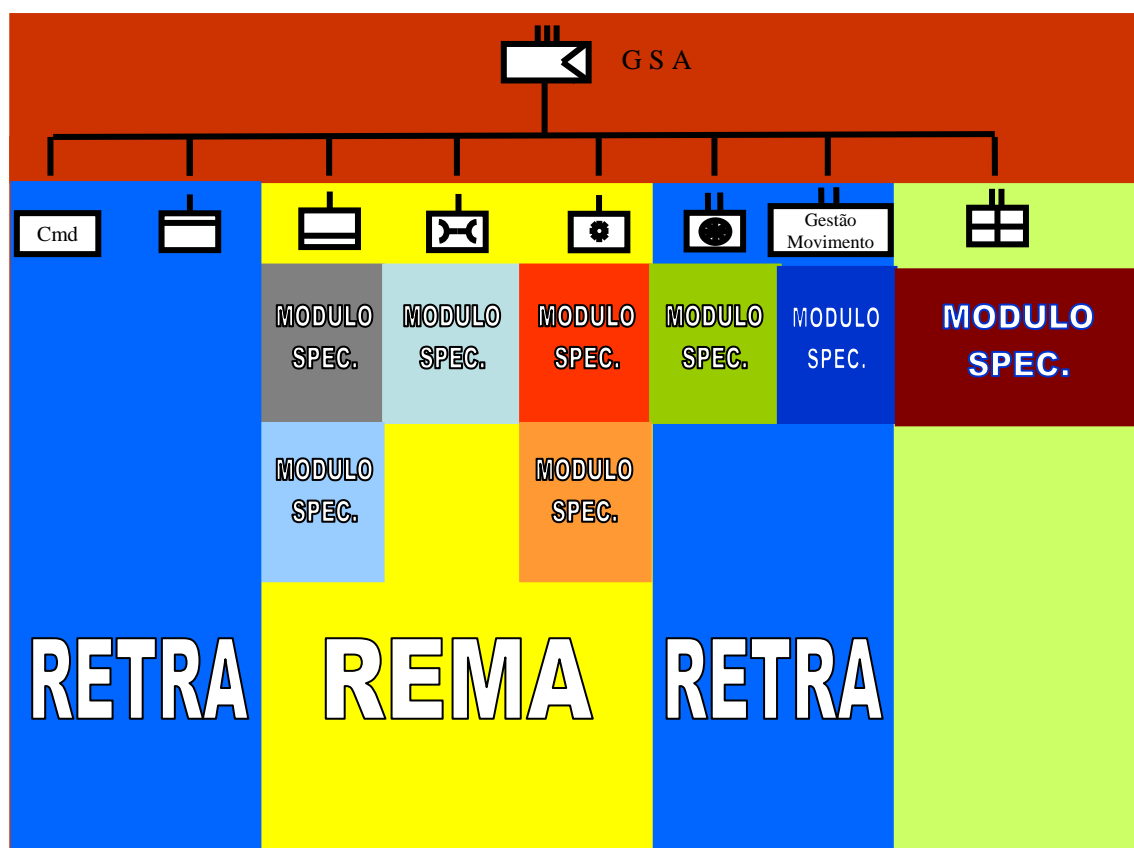 G S A
Cmd
Gestão
Movimento
MODULO
SPEC.
MODULO
SPEC.
MODULO
SPEC.
MODULO
SPEC.
MODULO
SPEC.
MODULO
SPEC.
MODULO
SPEC.
MODULO
SPEC.
RETRA
REMA
RETRA